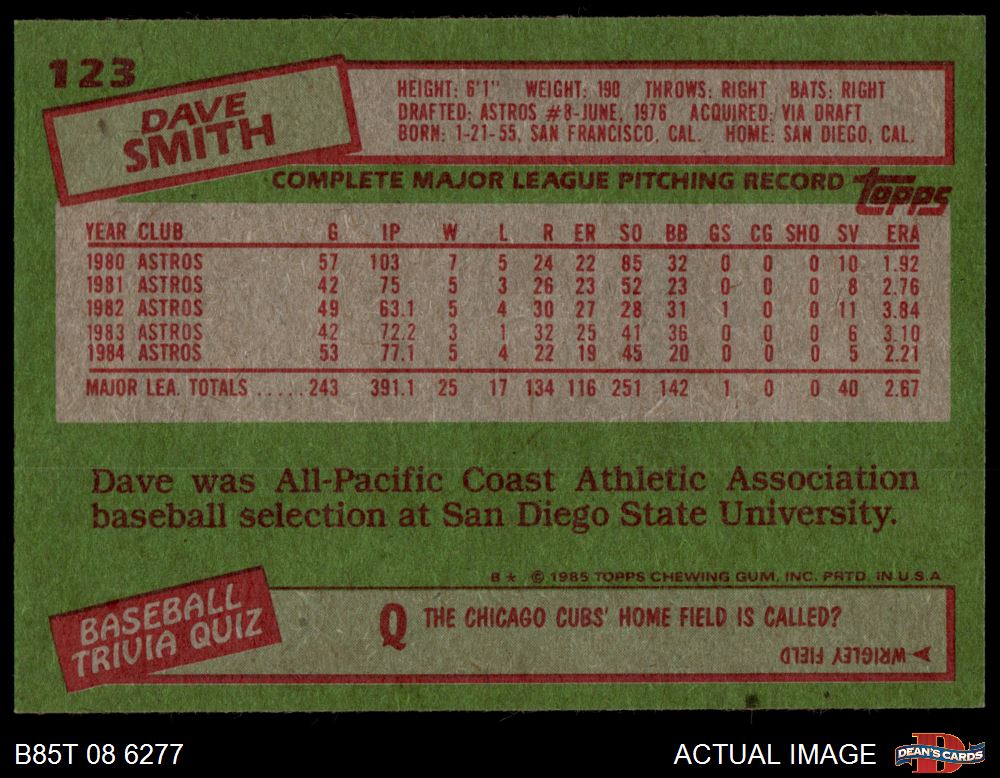 123
DAVE
SMITH
HEIGHT: 6'1" WEIGHT: 190 THROWS: RIGHT BATS: RIGHT
DRAFTED: ASTROS #8-JUNE, 1976 ACQUIRED: VIA DRAFT
BORN: 1-21-55, SAN FRANCISCO, CAL. HOME: SAN DIEGO, CAL.
COMPLETE MAJOR LEAGUE PITCHING RECORD topps
YEAR CLUB G IP W L R ER SO BB GS CG SHO SV ERA
1980 ASTROS 57 103 7 5 24 22 85 32 0 0 0 10 1.92
1981 ASTROS 42 75 5 3 26 23 52 23 0 0 0 8 2.76
1982 ASTROS 49 63.1 5 4 30 27 28 31 1 0 0 11 3.84
1983 ASTROS 42 72.2 3 1 32 25 41 36 0 0 0 6 3.10
1984 ASTROS 53 77.1 5 4 22 19 45 20 0 0 0 5 2.21
MAJOR LEA. TOTALS ..... 243 391.1 25 17 134 116 251 142 1 0 0 40 2.67
Dave was All-Pacific Coast Athletic Association
baseball selection at San Diego State University.
B* © 1985 TOPPS CHEWING GUM, INC. PRTD. IN U.S.A
BASEBALL
TRIVIA QUIZ
Q THE CHICAGO CUBS' HOME FIELD IS CALLED?
WRIGLEY FIELD
B85T 08 6277
ACTUAL IMAGE
D
DEAN'S CARDS